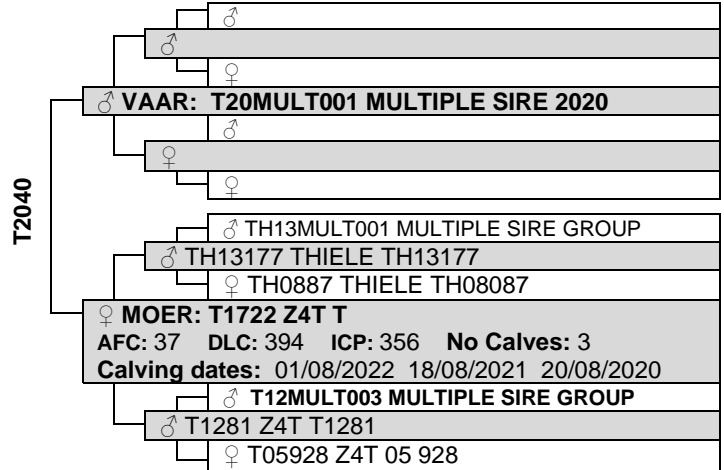 ♂
♂
♀
♂ VAAR: T20MULT001 MULTIPLE SIRE 2020
♂
♀
♀
T2040
♂ TH13MULT001 MULTIPLE SIRE GROUP
♂ TH13177 THIELE TH13177
♀ TH0887 THIELE TH08087
♀ MOER: T1722 Z4T T
AFC: 37 DLC: 394 ICP: 356 No Calves: 3
Calving dates: 01/08/2022 18/08/2021 20/08/2020
♂ T12MULT003 MULTIPLE SIRE GROUP
♂ T1281 Z4T T1281
♀ T05928 Z4T 05 928